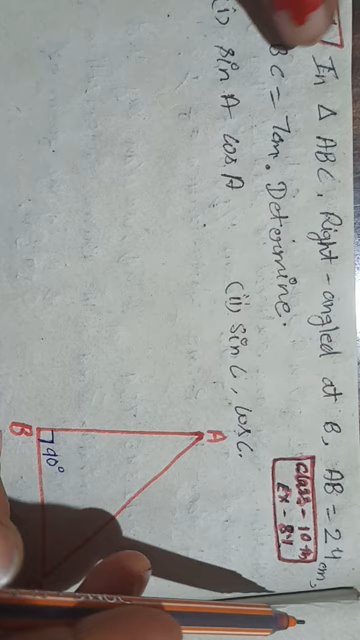 In Δ ABC, Right-angled at B, AB = 24 cm,
BC = 7cm. Determine.
(i) sin A cos A (ii) sin C, cos C.
Class - 10th
EX - 8.1
A
B
90°